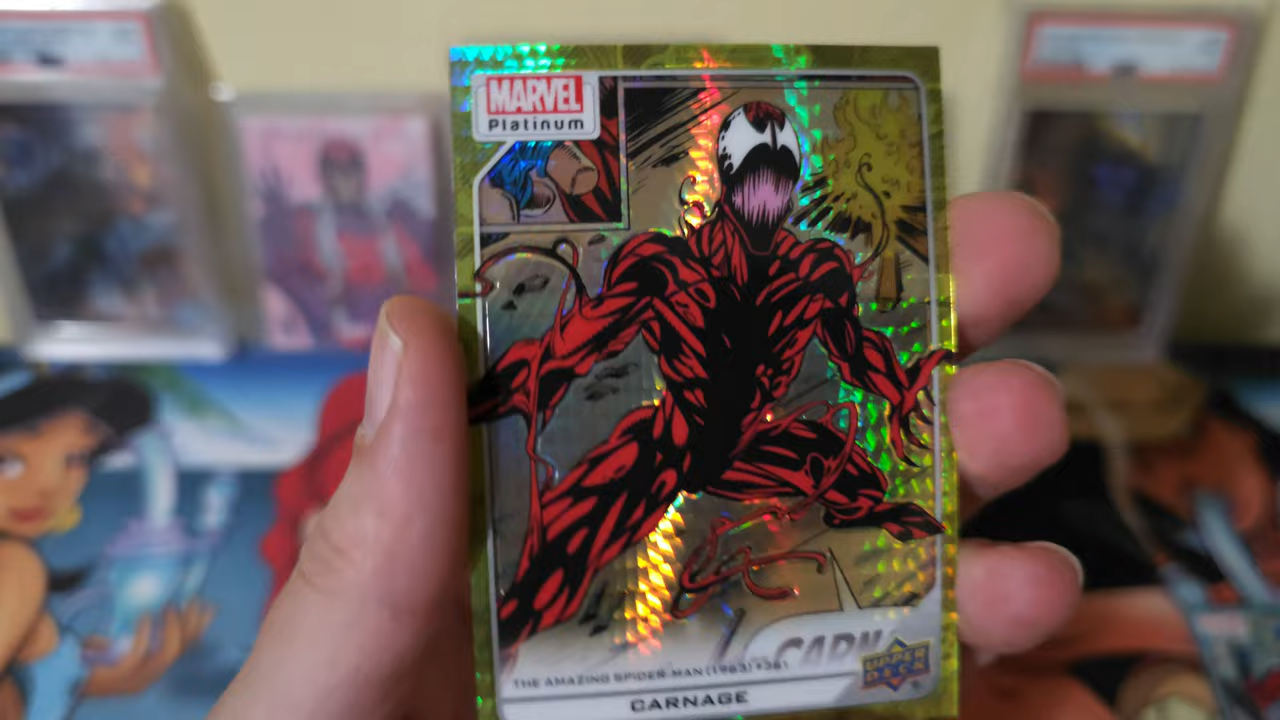 MARVEL
Platinum
CARN
THE AMAZING SPIDER-MAN (1963) #361
UPPER
DECK
CARNAGE